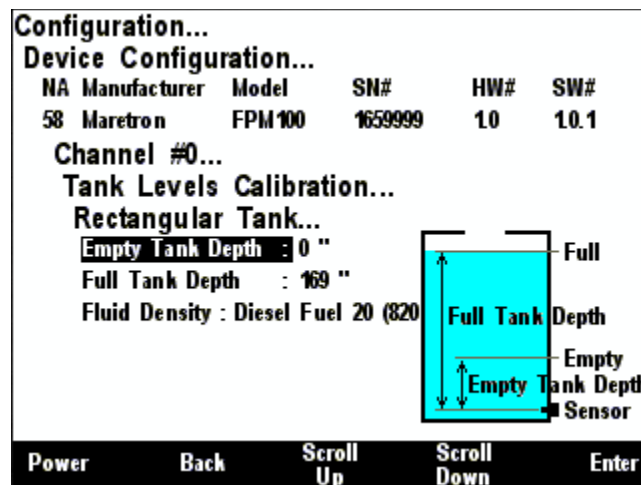 Configuration...
Device Configuration...
NA Manufacturer Model SN# HW# SW#
58 Maretron FPM100 1659999 1.0 1.0.1
Channel #0...
Tank Levels Calibration...
Rectangular Tank...
Empty Tank Depth : 0 "
Full Tank Depth : 169 "
Fluid Density : Diesel Fuel 20 (820
Full
Full Tank Depth
Empty
Empty Tank Depth
Sensor
Power Back Scroll Up Scroll Down Enter